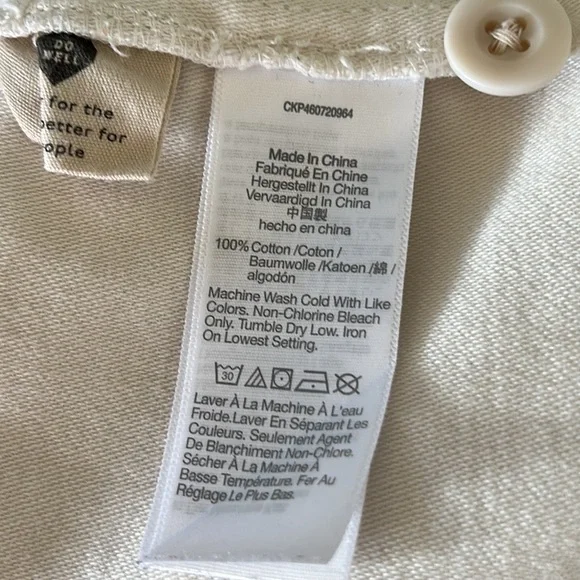 DO
WELL
for the
etter for
ople
CKP460720964
Made In China
Fabriqué En Chine
Hergestellt In China
Vervaardigd In China
中国製
hecho en china
100% Cotton /Coton /
Baumwolle /Katoen /綿 /
algodón
Machine Wash Cold With Like
Colors. Non-Chlorine Bleach
Only. Tumble Dry Low. Iron
On Lowest Setting.
30
Laver À La Machine À L'eau
Froide.Laver En Séparant Les
Couleurs. Seulement Agent
De Blanchiment Non-Chlore.
Sécher À La Machine À
Basse Température. Fer Au
Réglage Le Plus Bas.